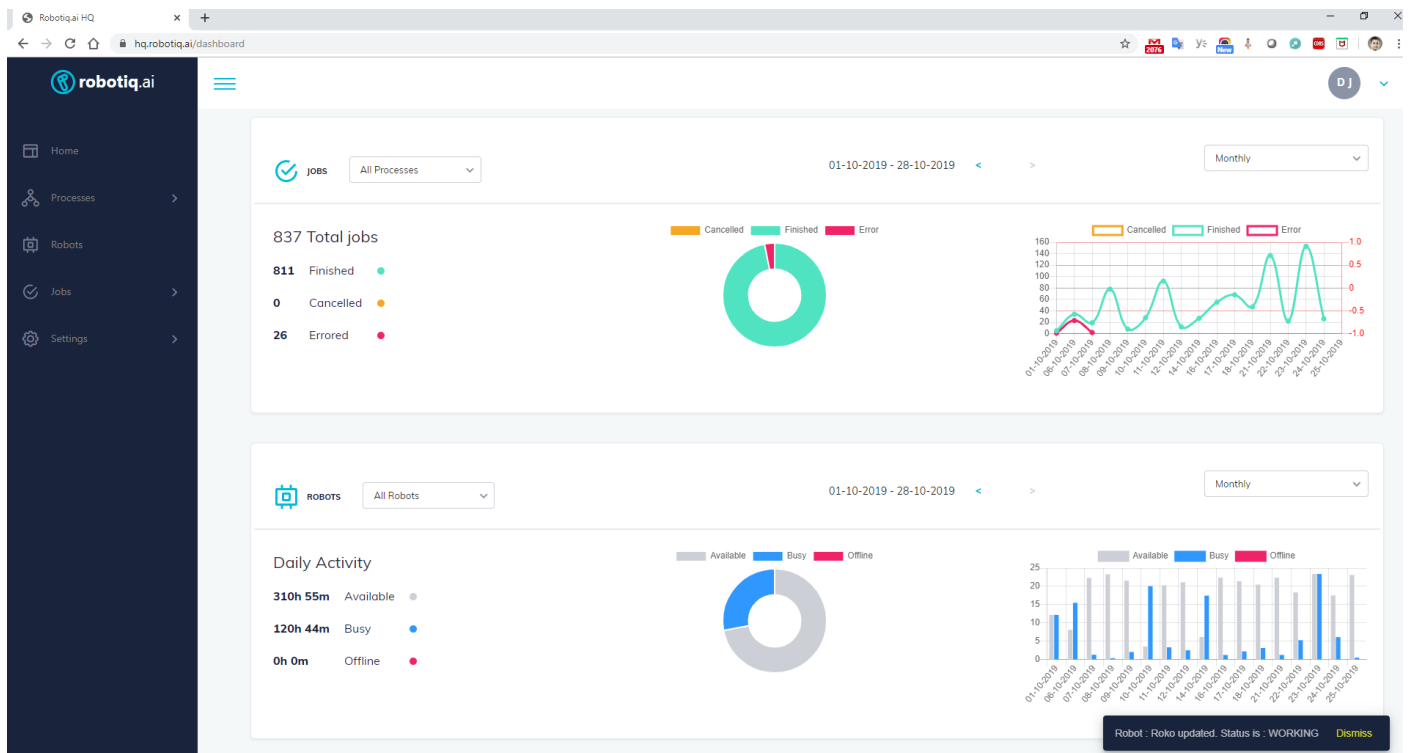 Robotiq.ai HQ
hq.robotiq.ai/dashboard
2076
New
robotiq.ai
D J
Home
Processes
Robots
Jobs
Settings
JOBS
All Processes
01-10-2019 - 28-10-2019 < >
Monthly
837 Total jobs
811 Finished
0 Cancelled
26 Errored
Cancelled Finished Error
Cancelled Finished Error
160
140
120
100
80
60
40
20
0
1.0
0.5
0
-0.5
-1.0
01-10-2019
06-10-2019
07-10-2019
08-10-2019
09-10-2019
10-10-2019
11-10-2019
12-10-2019
14-10-2019
16-10-2019
17-10-2019
18-10-2019
21-10-2019
22-10-2019
23-10-2019
24-10-2019
25-10-2019
ROBOTS
All Robots
01-10-2019 - 28-10-2019 < >
Monthly
Daily Activity
310h 55m Available
120h 44m Busy
0h 0m Offline
Available Busy Offline
Available Busy Offline
25
20
15
10
5
0
01-10-2019
06-10-2019
07-10-2019
08-10-2019
09-10-2019
10-10-2019
11-10-2019
12-10-2019
14-10-2019
16-10-2019
17-10-2019
18-10-2019
21-10-2019
22-10-2019
23-10-2019
24-10-2019
25-10-2019
Robot : Roko updated. Status is : WORKING Dismiss